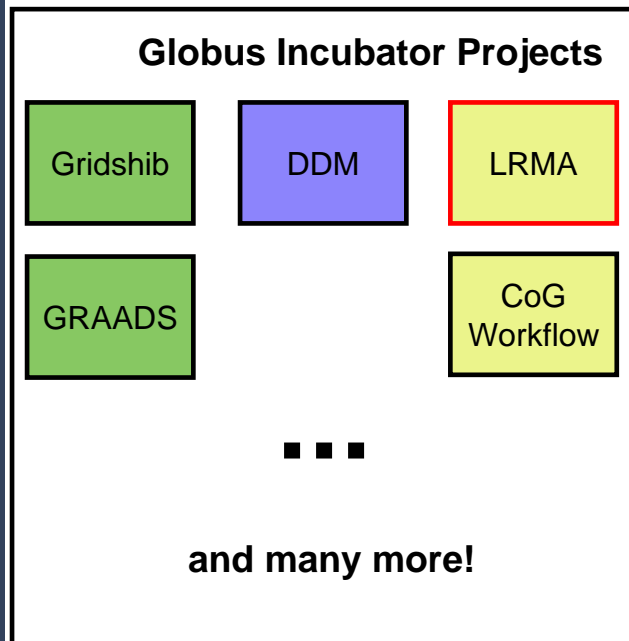 Globus Incubator Projects
Gridshib
DDM
LRMA
GRAADS
CoG
Workflow
...
and many more!